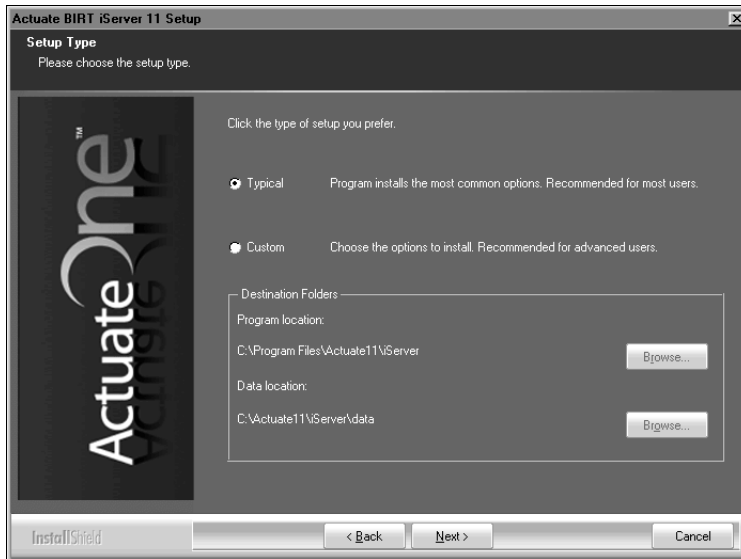 Actuate BIRT iServer 11 Setup
Setup Type
Please choose the setup type.
ActuateOne™
Click the type of setup you prefer.
Typical Program installs the most common options. Recommended for most users.
Custom Choose the options to install. Recommended for advanced users.
Destination Folders
Program location:
C:\Program Files\Actuate11\iServer
Browse...
Data location:
C:\Actuate11\iServer\data
Browse...
InstallShield
< Back Next > Cancel